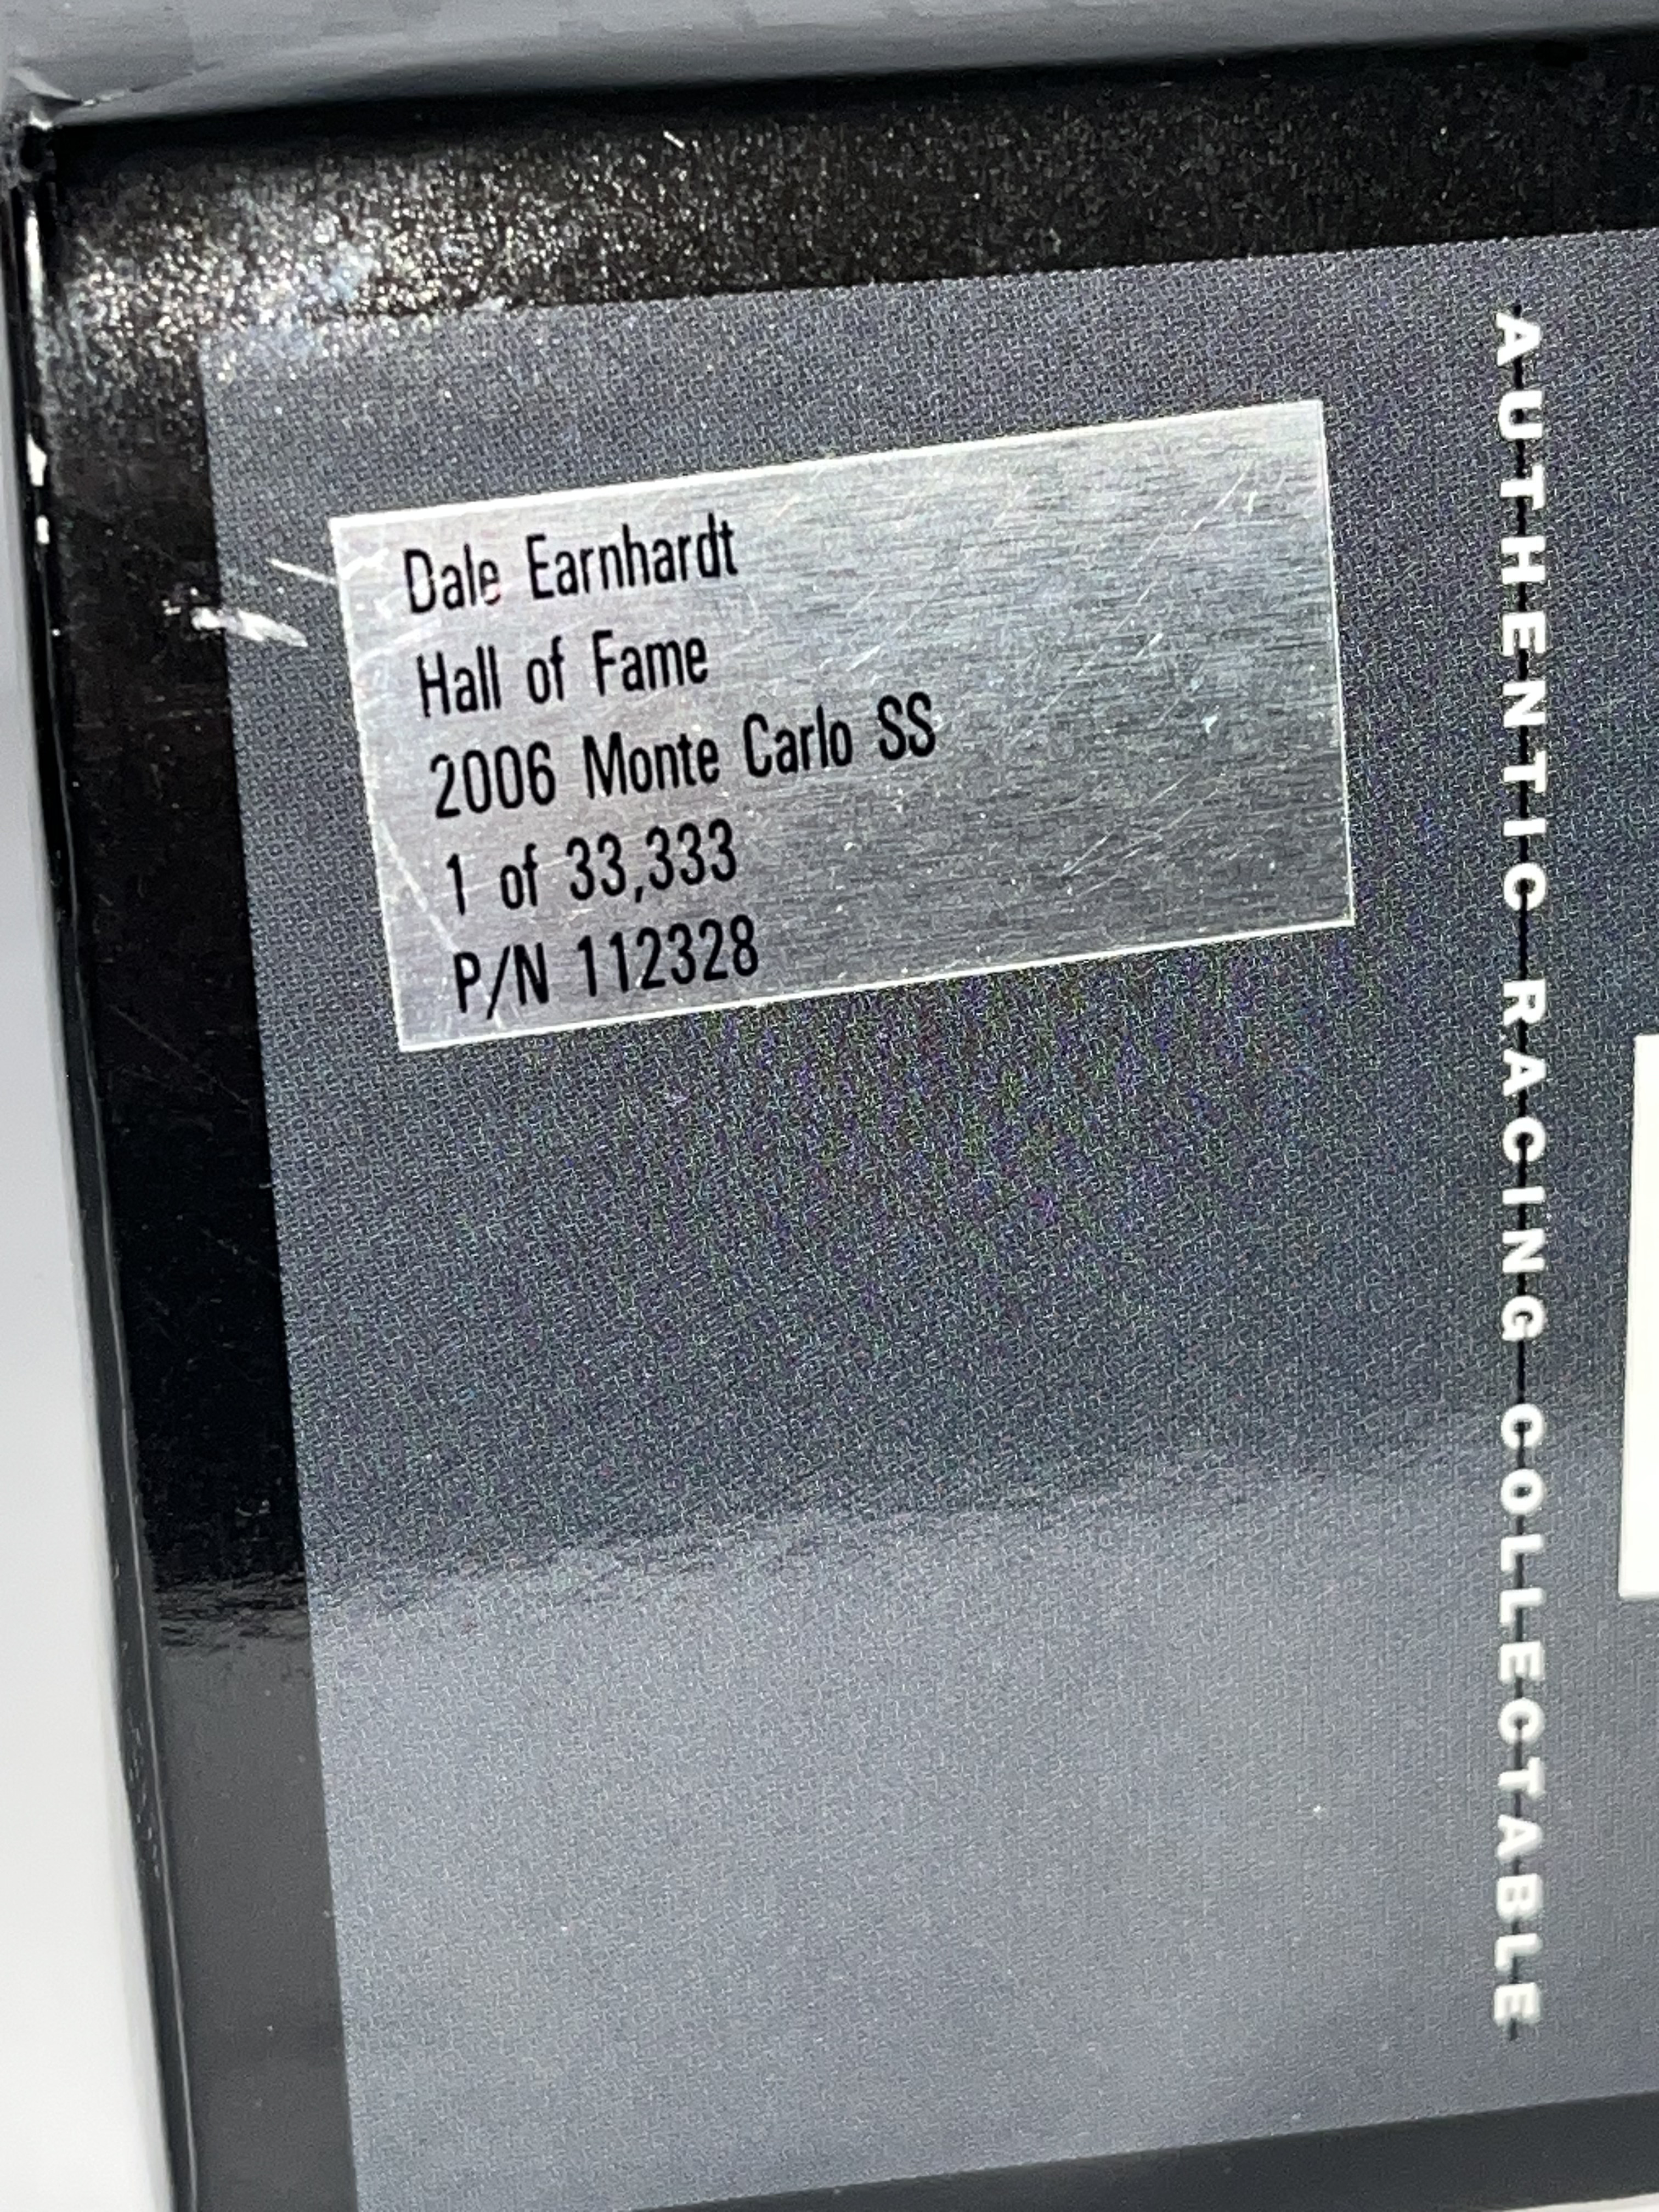 Dale Earnhardt
Hall of Fame
2006 Monte Carlo SS
1 of 33,333
P/N 112328
AUTHENTIC RACING COLLECTABLE